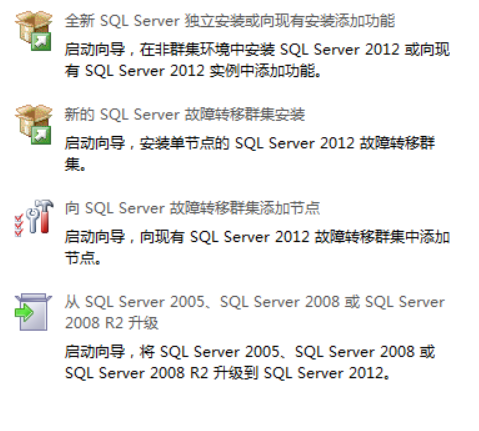 全新 SQL Server 独立安装或向现有安装添加功能
启动向导，在非群集环境中安装 SQL Server 2012 或向现
有 SQL Server 2012 实例中添加功能。
新的 SQL Server 故障转移群集安装
启动向导，安装单节点的 SQL Server 2012 故障转移群
集。
向 SQL Server 故障转移群集添加节点
启动向导，向现有 SQL Server 2012 故障转移群集中添加
节点。
从 SQL Server 2005、SQL Server 2008 或 SQL Server
2008 R2 升级
启动向导，将 SQL Server 2005、SQL Server 2008 或
SQL Server 2008 R2 升级到 SQL Server 2012。